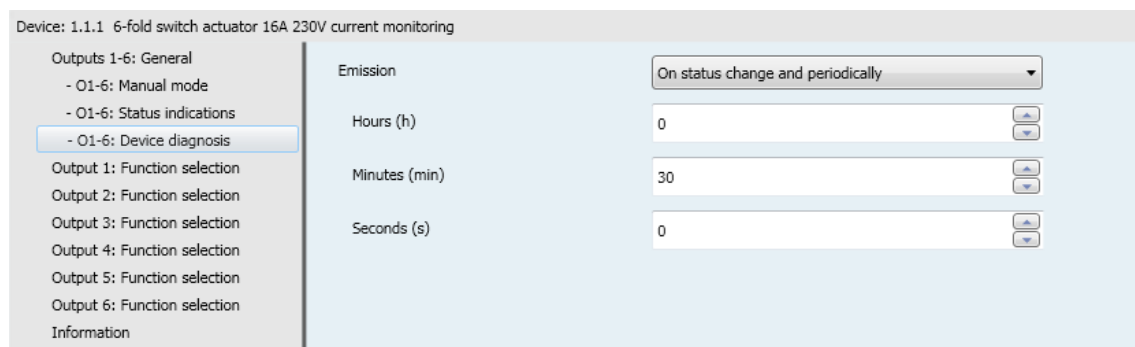 Device: 1.1.1 6-fold switch actuator 16A 230V current monitoring
Outputs 1-6: General
- O1-6: Manual mode
- O1-6: Status indications
- O1-6: Device diagnosis
Output 1: Function selection
Output 2: Function selection
Output 3: Function selection
Output 4: Function selection
Output 5: Function selection
Output 6: Function selection
Information
Emission
On status change and periodically
Hours (h)
0
Minutes (min)
30
Seconds (s)
0